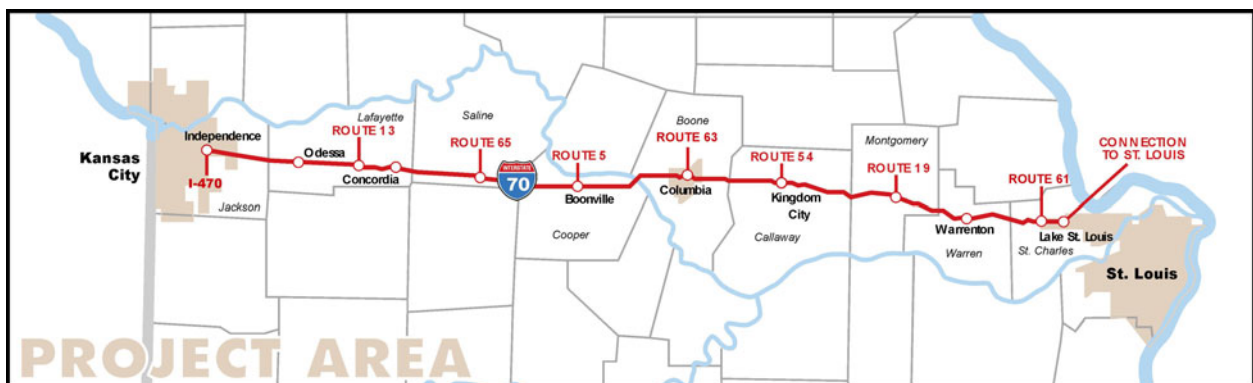 Kansas
City
Independence
I-470
Jackson
Odessa
Lafayette
ROUTE 13
Concordia
Saline
ROUTE 65
INTERSTATE
70
ROUTE 5
Boonville
Cooper
Boone
ROUTE 63
Columbia
ROUTE 54
Kingdom
City
Callaway
Montgomery
ROUTE 19
Warrenton
Warren
ROUTE 61
Lake St. Louis
St. Charles
CONNECTION
TO ST. LOUIS
St. Louis
PROJECT AREA